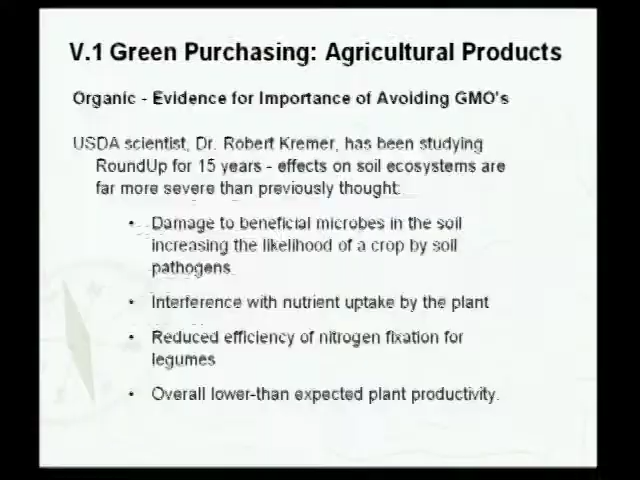 V.1 Green Purchasing: Agricultural Products
Organic - Evidence for Importance of Avoiding GMO's
USDA scientist, Dr. Robert Kremer, has been studying
RoundUp for 15 years - effects on soil ecosystems are
far more severe than previously thought:
• Damage to beneficial microbes in the soil
increasing the likelihood of a crop by soil
pathogens.
• Interference with nutrient uptake by the plant
• Reduced efficiency of nitrogen fixation for
legumes
• Overall lower-than expected plant productivity.